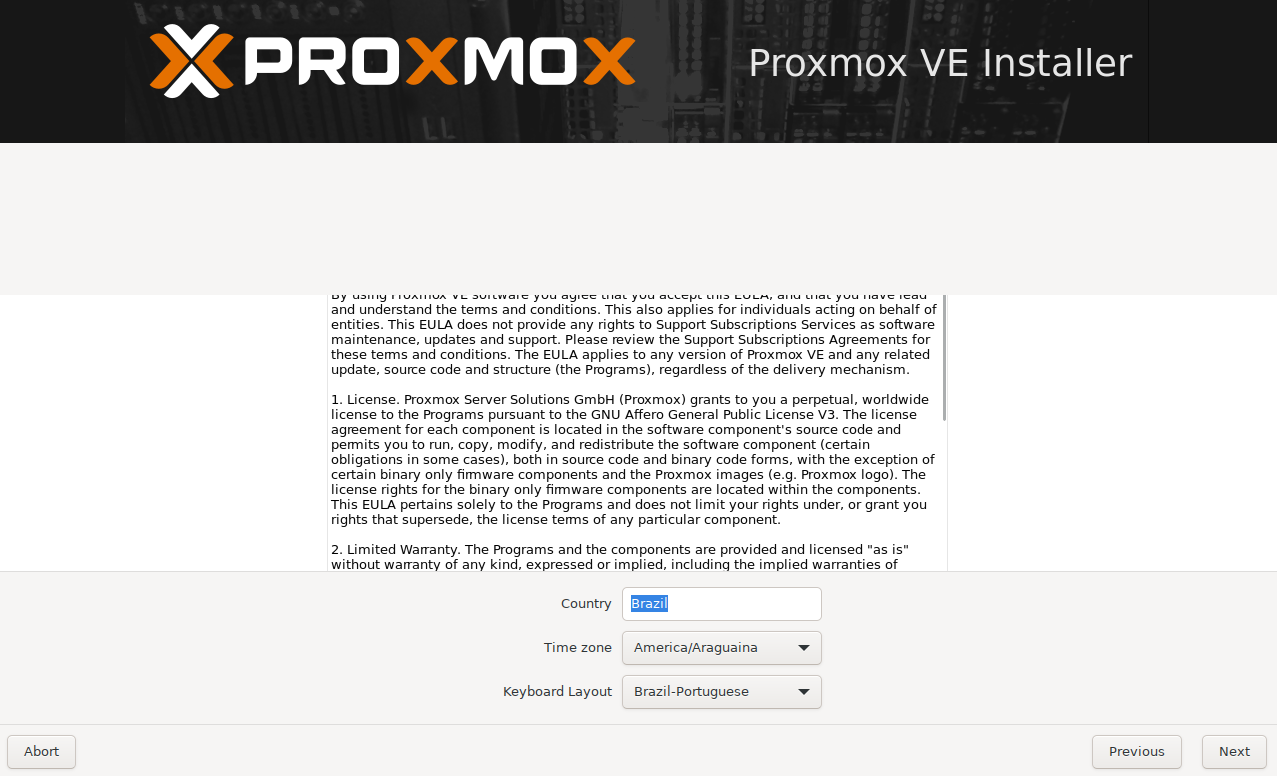 PROXMOX
Proxmox VE Installer
By using Proxmox VE software you agree that you accept this EULA, and that you have read
and understand the terms and conditions. This also applies for individuals acting on behalf of
entities. This EULA does not provide any rights to Support Subscriptions Services as software
maintenance, updates and support. Please review the Support Subscriptions Agreements for
these terms and conditions. The EULA applies to any version of Proxmox VE and any related
update, source code and structure (the Programs), regardless of the delivery mechanism.
1. License. Proxmox Server Solutions GmbH (Proxmox) grants to you a perpetual, worldwide
license to the Programs pursuant to the GNU Affero General Public License V3. The license
agreement for each component is located in the software component's source code and
permits you to run, copy, modify, and redistribute the software component (certain
obligations in some cases), both in source code and binary code forms, with the exception of
certain binary only firmware components and the Proxmox images (e.g. Proxmox logo). The
license rights for the binary only firmware components are located within the components.
This EULA pertains solely to the Programs and does not limit your rights under, or grant you
rights that supersede, the license terms of any particular component.
2. Limited Warranty. The Programs and the components are provided and licensed "as is"
without warranty of any kind, expressed or implied, including the implied warranties of
Country
Brazil
Time zone
America/Araguaina
Keyboard Layout
Brazil-Portuguese
Abort
Previous
Next